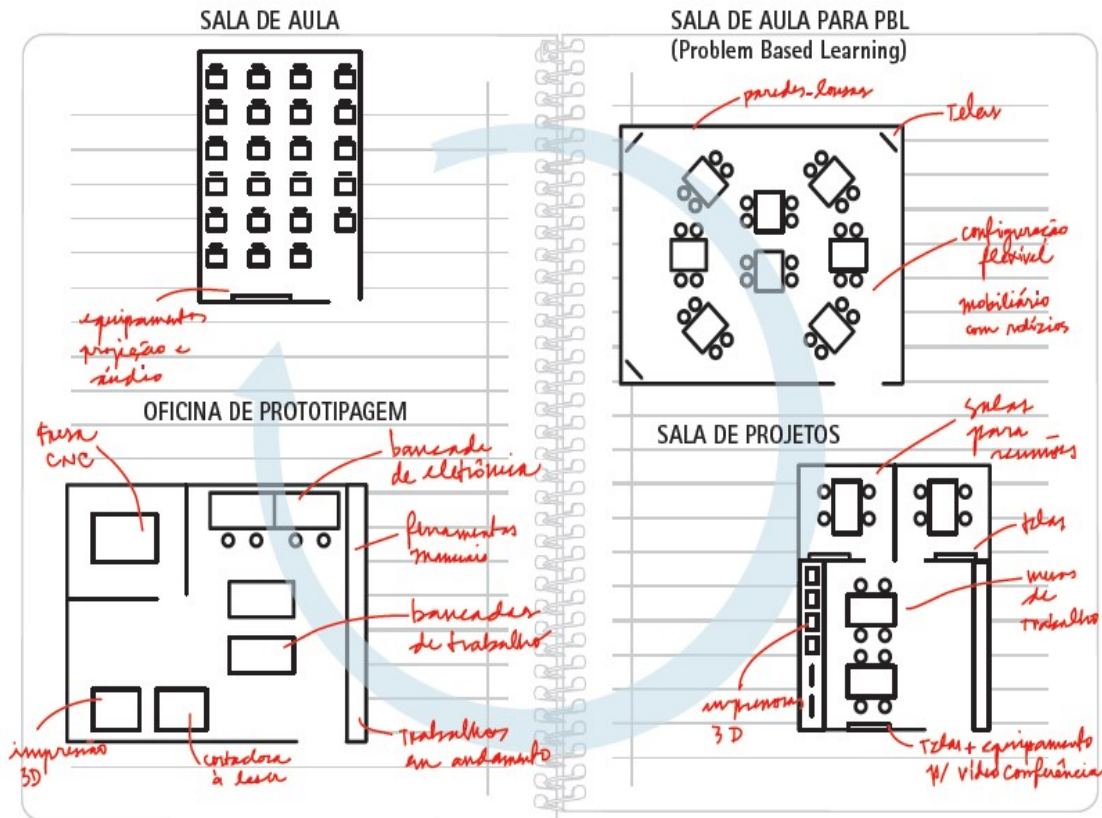 SALA DE AULA
equipamentos
projeção e
áudio
SALA DE AULA PARA PBL
(Problem Based Learning)
paredes-lousas
Telas
configuração
flexível
mobiliário
com rodízios
OFICINA DE PROTOTIPAGEM
fresa
CNC
bancada
de eletrônica
ferramentas
manuais
bancadas
de trabalho
impressão
3D
cortadora
à laser
Trabalhos
em andamento
SALA DE PROJETOS
salas
para
reuniões
telas
mesas
de
Trabalho
impressoras
3D
Telas + equipamento
p/ vídeo conferência